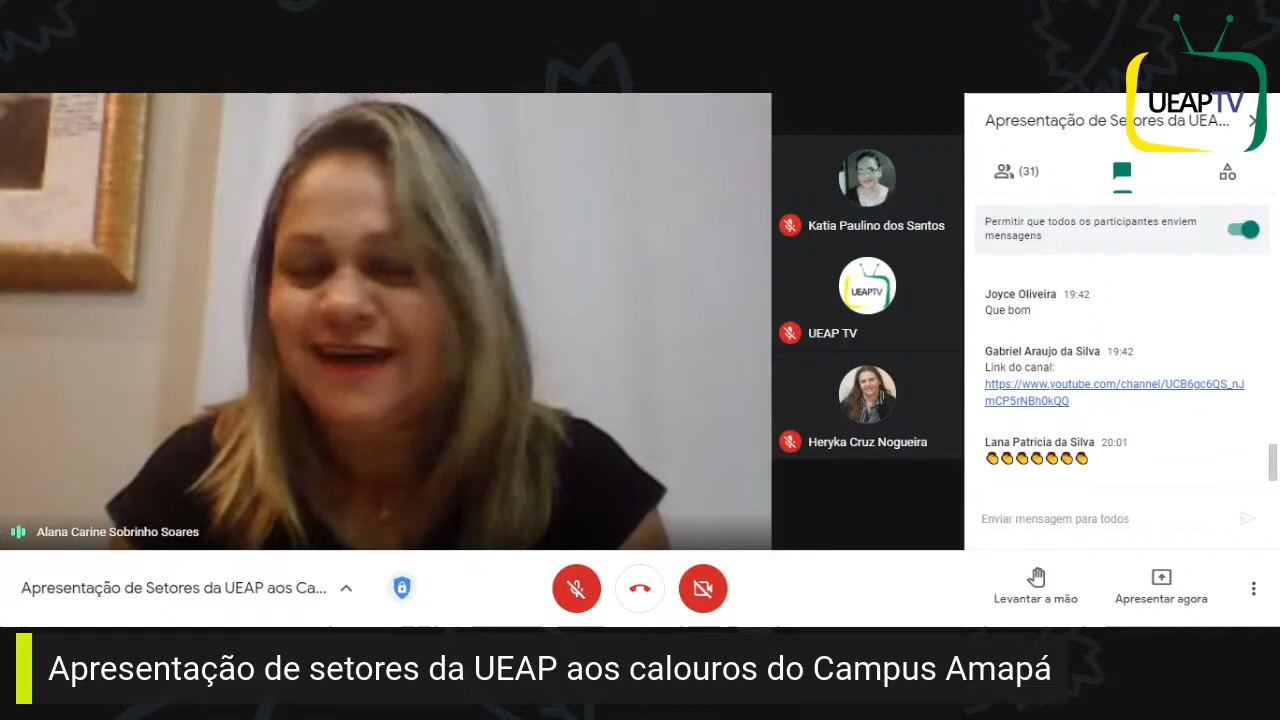 UEAPTV
Apresentação de Setores da UEA...
(31)
Permitir que todos os participantes enviem
mensagens
Joyce Oliveira 19:42
Que bom
Gabriel Araujo da Silva 19:42
Link do canal:
https://www.youtube.com/channel/UCB6gc6QS_nJ
mCP5rNBh0kQQ
Lana Patricia da Silva 20:01
Enviar mensagem para todos
Katia Paulino dos Santos
UEAPTV
UEAP TV
Heryka Cruz Nogueira
Alana Carine Sobrinho Soares
Apresentação de Setores da UEAP aos Ca...
Levantar a mão
Apresentar agora
Apresentação de setores da UEAP aos calouros do Campus Amapá